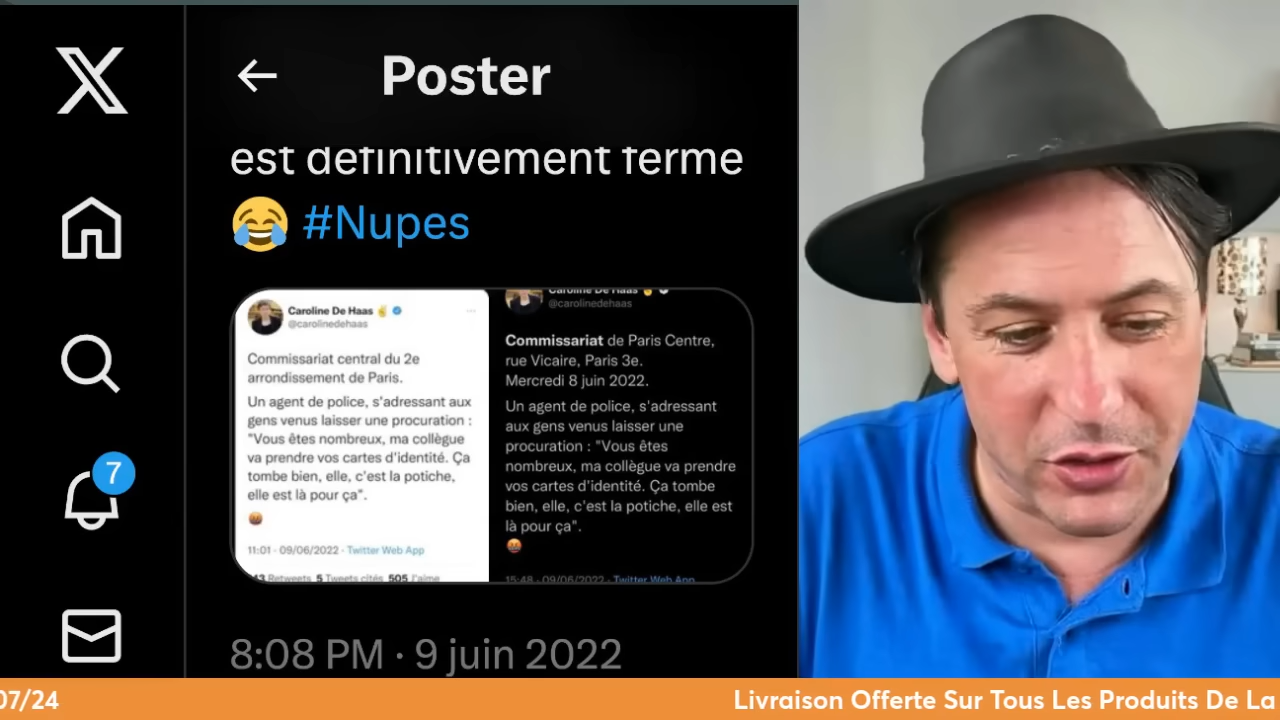 Poster
est définitivement fermé
😂 #Nupes
Caroline De Haas ✌
@carolinedehaas
Commissariat central du 2e
arrondissement de Paris.
Un agent de police, s'adressant aux
gens venus laisser une procuration :
"Vous êtes nombreux, ma collègue
va prendre vos cartes d'identité. Ça
tombe bien, elle, c'est la potiche,
elle est là pour ça".
😡
11:01 · 09/06/2022 · Twitter Web App
43 Retweets 5 Tweets cités 505 J'aime
Caroline De Haas ✌
@carolinedehaas
Commissariat de Paris Centre,
rue Vicaire, Paris 3e.
Mercredi 8 juin 2022.
Un agent de police, s'adressant
aux gens venus laisser une
procuration : "Vous êtes
nombreux, ma collègue va prendre
vos cartes d'identité. Ça tombe
bien, elle, c'est la potiche, elle est
là pour ça".
😡
15:48 · 09/06/2022 · Twitter Web App
8:08 PM · 9 juin 2022
7
07/24
Livraison Offerte Sur Tous Les Produits De La